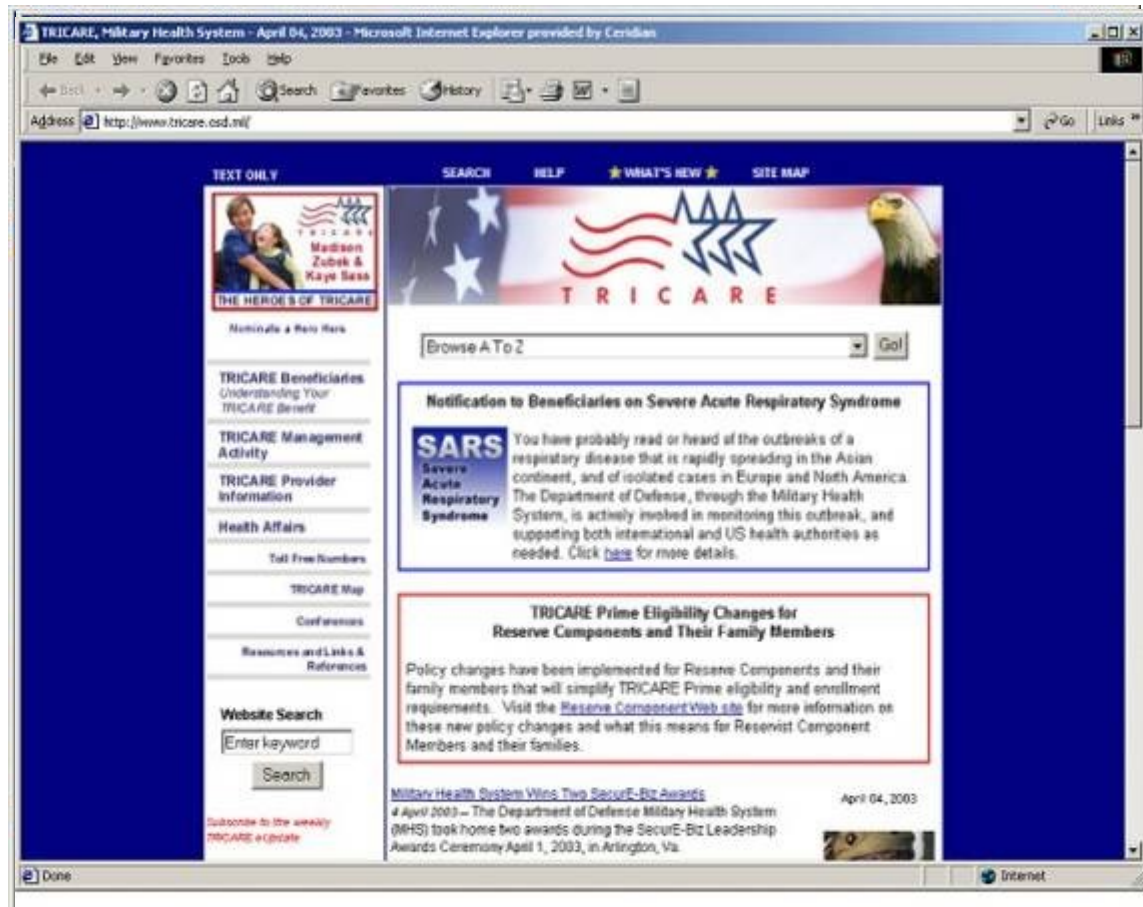 TRICARE, Military Health System - April 04, 2003 - Microsoft Internet Explorer provided by Ceridian
File Edit View Favorites Tools Help
Back Search Favorites History
Address http://www.tricare.osd.mil/ Go Links »
TEXT ONLY SEARCH HELP WHAT'S NEW SITE MAP
TRICARE
Madison
Zubek &
Kaye Sass
THE HEROES OF TRICARE
Nominate a Hero Here
TRICARE Beneficiaries
Understanding Your
TRICARE Benefit
TRICARE Management
Activity
TRICARE Provider
Information
Health Affairs
Toll Free Numbers
TRICARE Map
Conferences
Resources and Links &
References
Website Search
Enter keyword
Search
Subscribe to the weekly
TRICARE eUpdate
TRICARE
Browse A To Z Go!
Notification to Beneficiaries on Severe Acute Respiratory Syndrome
SARS
Severe
Acute
Respiratory
Syndrome
You have probably read or heard of the outbreaks of a
respiratory disease that is rapidly spreading in the Asian
continent, and of isolated cases in Europe and North America.
The Department of Defense, through the Military Health
System, is actively involved in monitoring this outbreak, and
supporting both international and US health authorities as
needed. Click here for more details.
TRICARE Prime Eligibility Changes for
Reserve Components and Their Family Members
Policy changes have been implemented for Reserve Components and their
family members that will simplify TRICARE Prime eligibility and enrollment
requirements. Visit the Reserve Component Web site for more information on
these new policy changes and what this means for Reservist Component
Members and their families.
Military Health System Wins Two SecurE-Biz Awards April 04, 2003
4 April 2003 – The Department of Defense Military Health System
(MHS) took home two awards during the SecurE-Biz Leadership
Awards Ceremony April 1, 2003, in Arlington, Va.
Done Internet